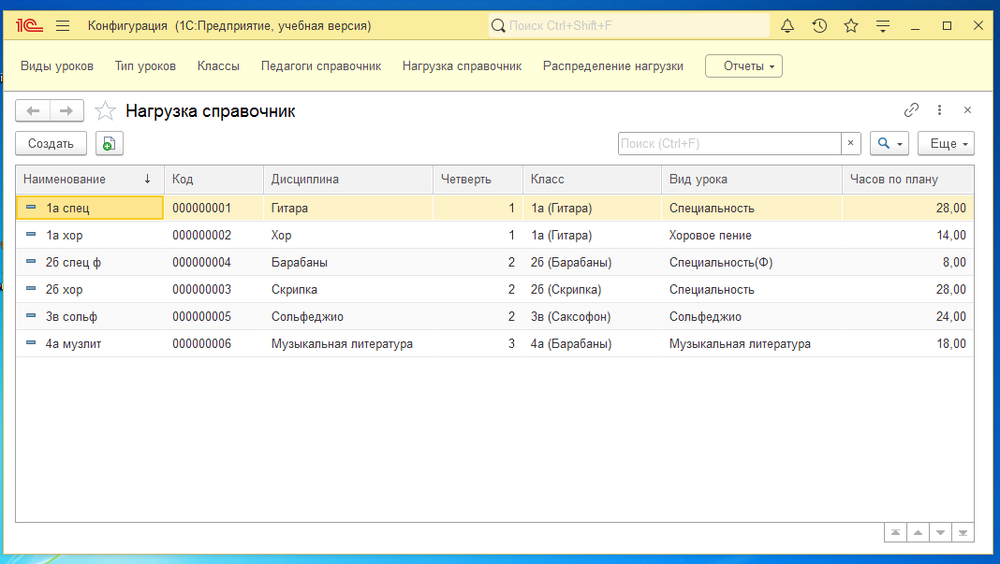 1С Конфигурация (1С:Предприятие, учебная версия) Поиск Ctrl+Shift+F
Виды уроков Тип уроков Классы Педагоги справочник Нагрузка справочник Распределение нагрузки Отчеты
Нагрузка справочник
Создать Поиск (Ctrl+F) × Еще
Наименование ↓ Код Дисциплина Четверть Класс Вид урока Часов по плану
1а спец 000000001 Гитара 1 1а (Гитара) Специальность 28,00
1а хор 000000002 Хор 1 1а (Гитара) Хоровое пение 14,00
2б спец ф 000000004 Барабаны 2 2б (Барабаны) Специальность(Ф) 8,00
2б хор 000000003 Скрипка 2 2б (Скрипка) Специальность 28,00
3в сольф 000000005 Сольфеджио 2 3в (Саксофон) Сольфеджио 24,00
4а музлит 000000006 Музыкальная литература 3 4а (Барабаны) Музыкальная литература 18,00